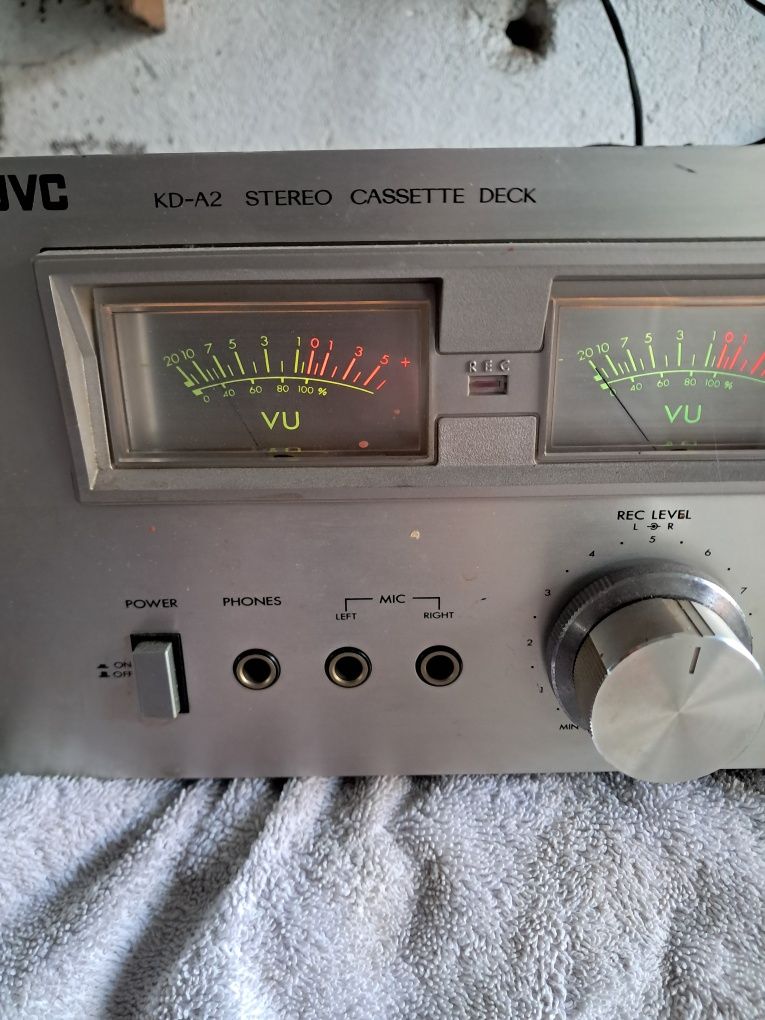 JVC KD-A2 STEREO CASSETTE DECK
20 10 7 5 3 1 0 1 3 5 +
0 40 60 80 100 %
VU
REC
- 20 10 7 5 3 1 0 1
0 40 60 80 100 %
VU
REC LEVEL
L R
MIN 1 2 3 4 5 6 7
POWER
ON
OFF
PHONES
MIC
LEFT RIGHT